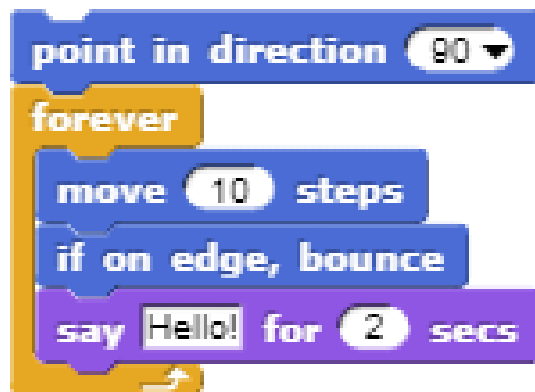 point in direction 90
forever
move 10 steps
if on edge, bounce
say Hello! for 2 secs